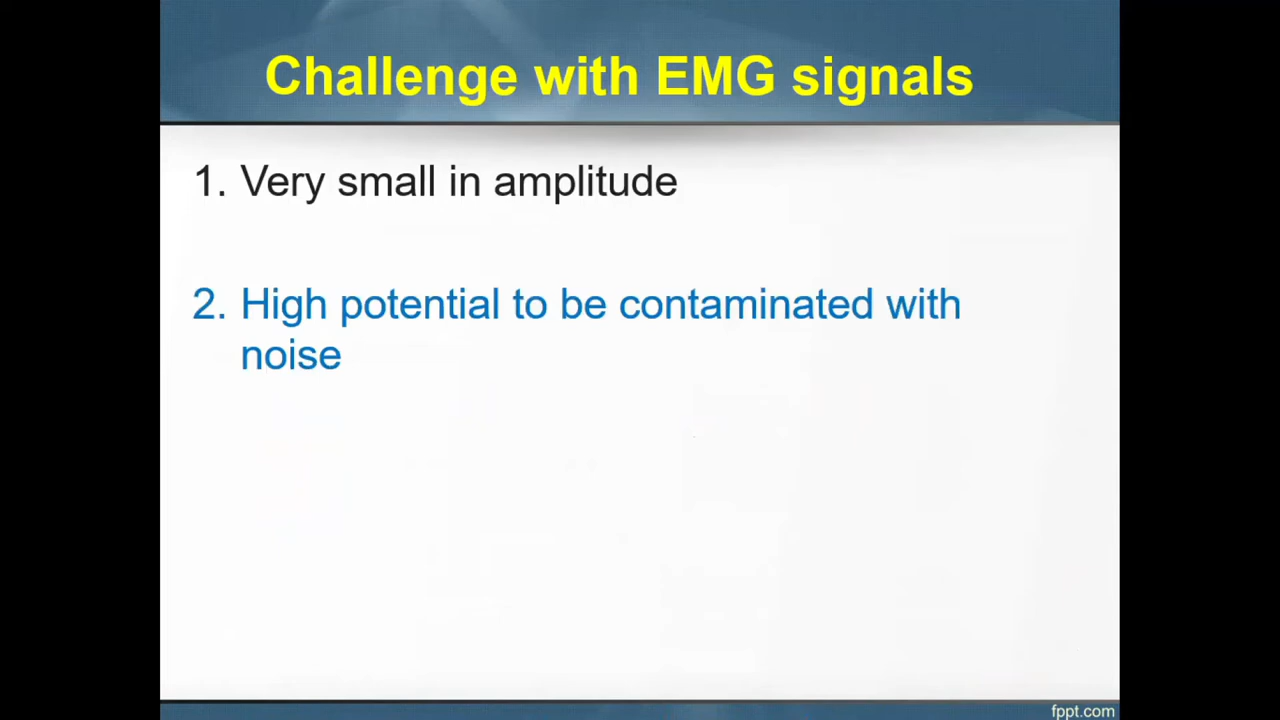 Challenge with EMG signals
1. Very small in amplitude
2. High potential to be contaminated with
noise
fppt.com